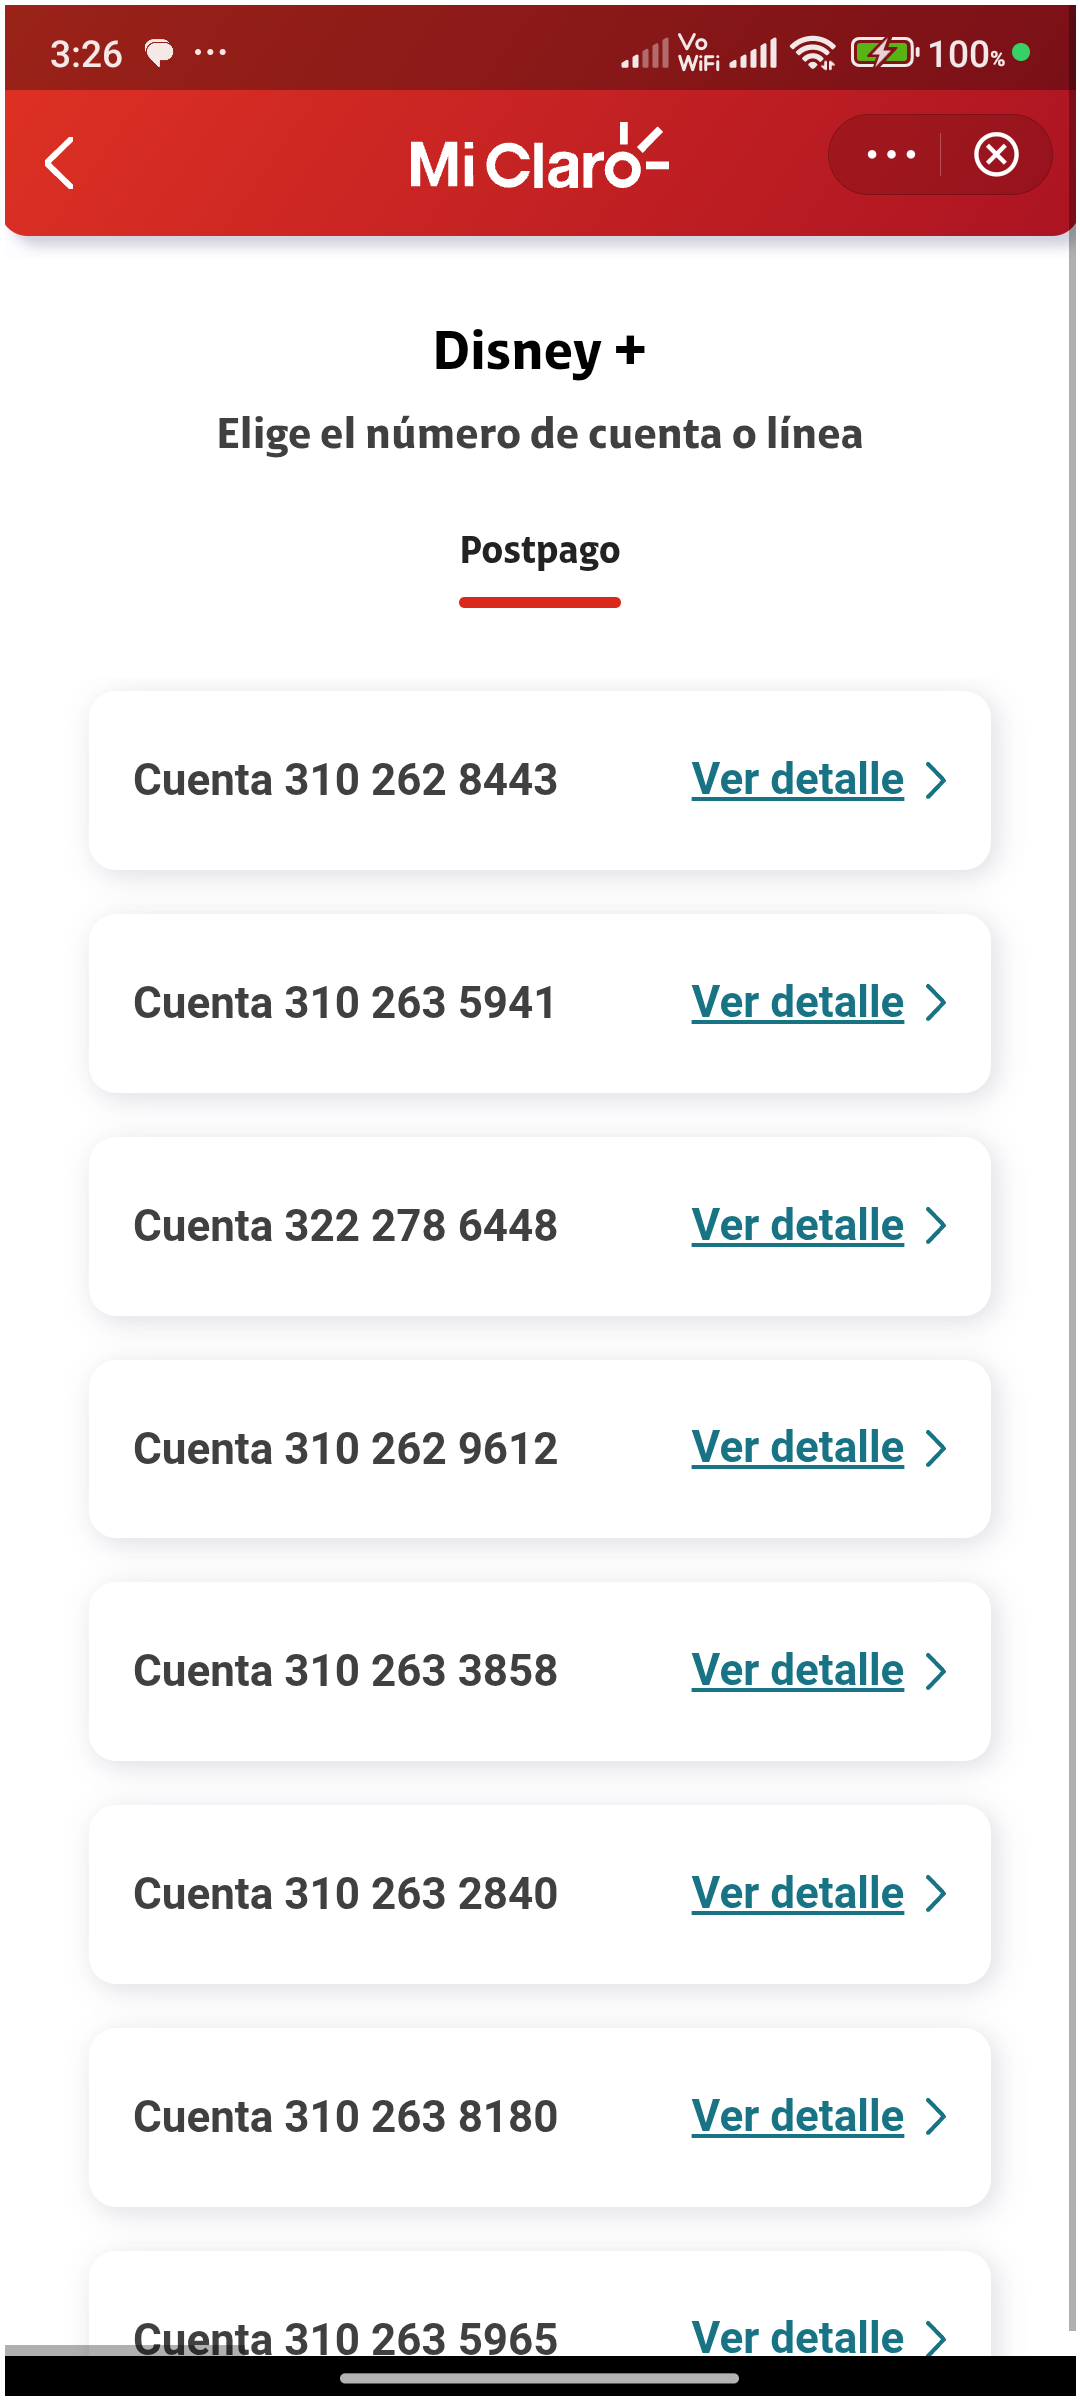 3:26
Vo
WiFi
100%
Mi Claro
Disney +
Elige el número de cuenta o línea
Postpago
Cuenta 310 262 8443 Ver detalle
Cuenta 310 263 5941 Ver detalle
Cuenta 322 278 6448 Ver detalle
Cuenta 310 262 9612 Ver detalle
Cuenta 310 263 3858 Ver detalle
Cuenta 310 263 2840 Ver detalle
Cuenta 310 263 8180 Ver detalle
Cuenta 310 263 5965 Ver detalle